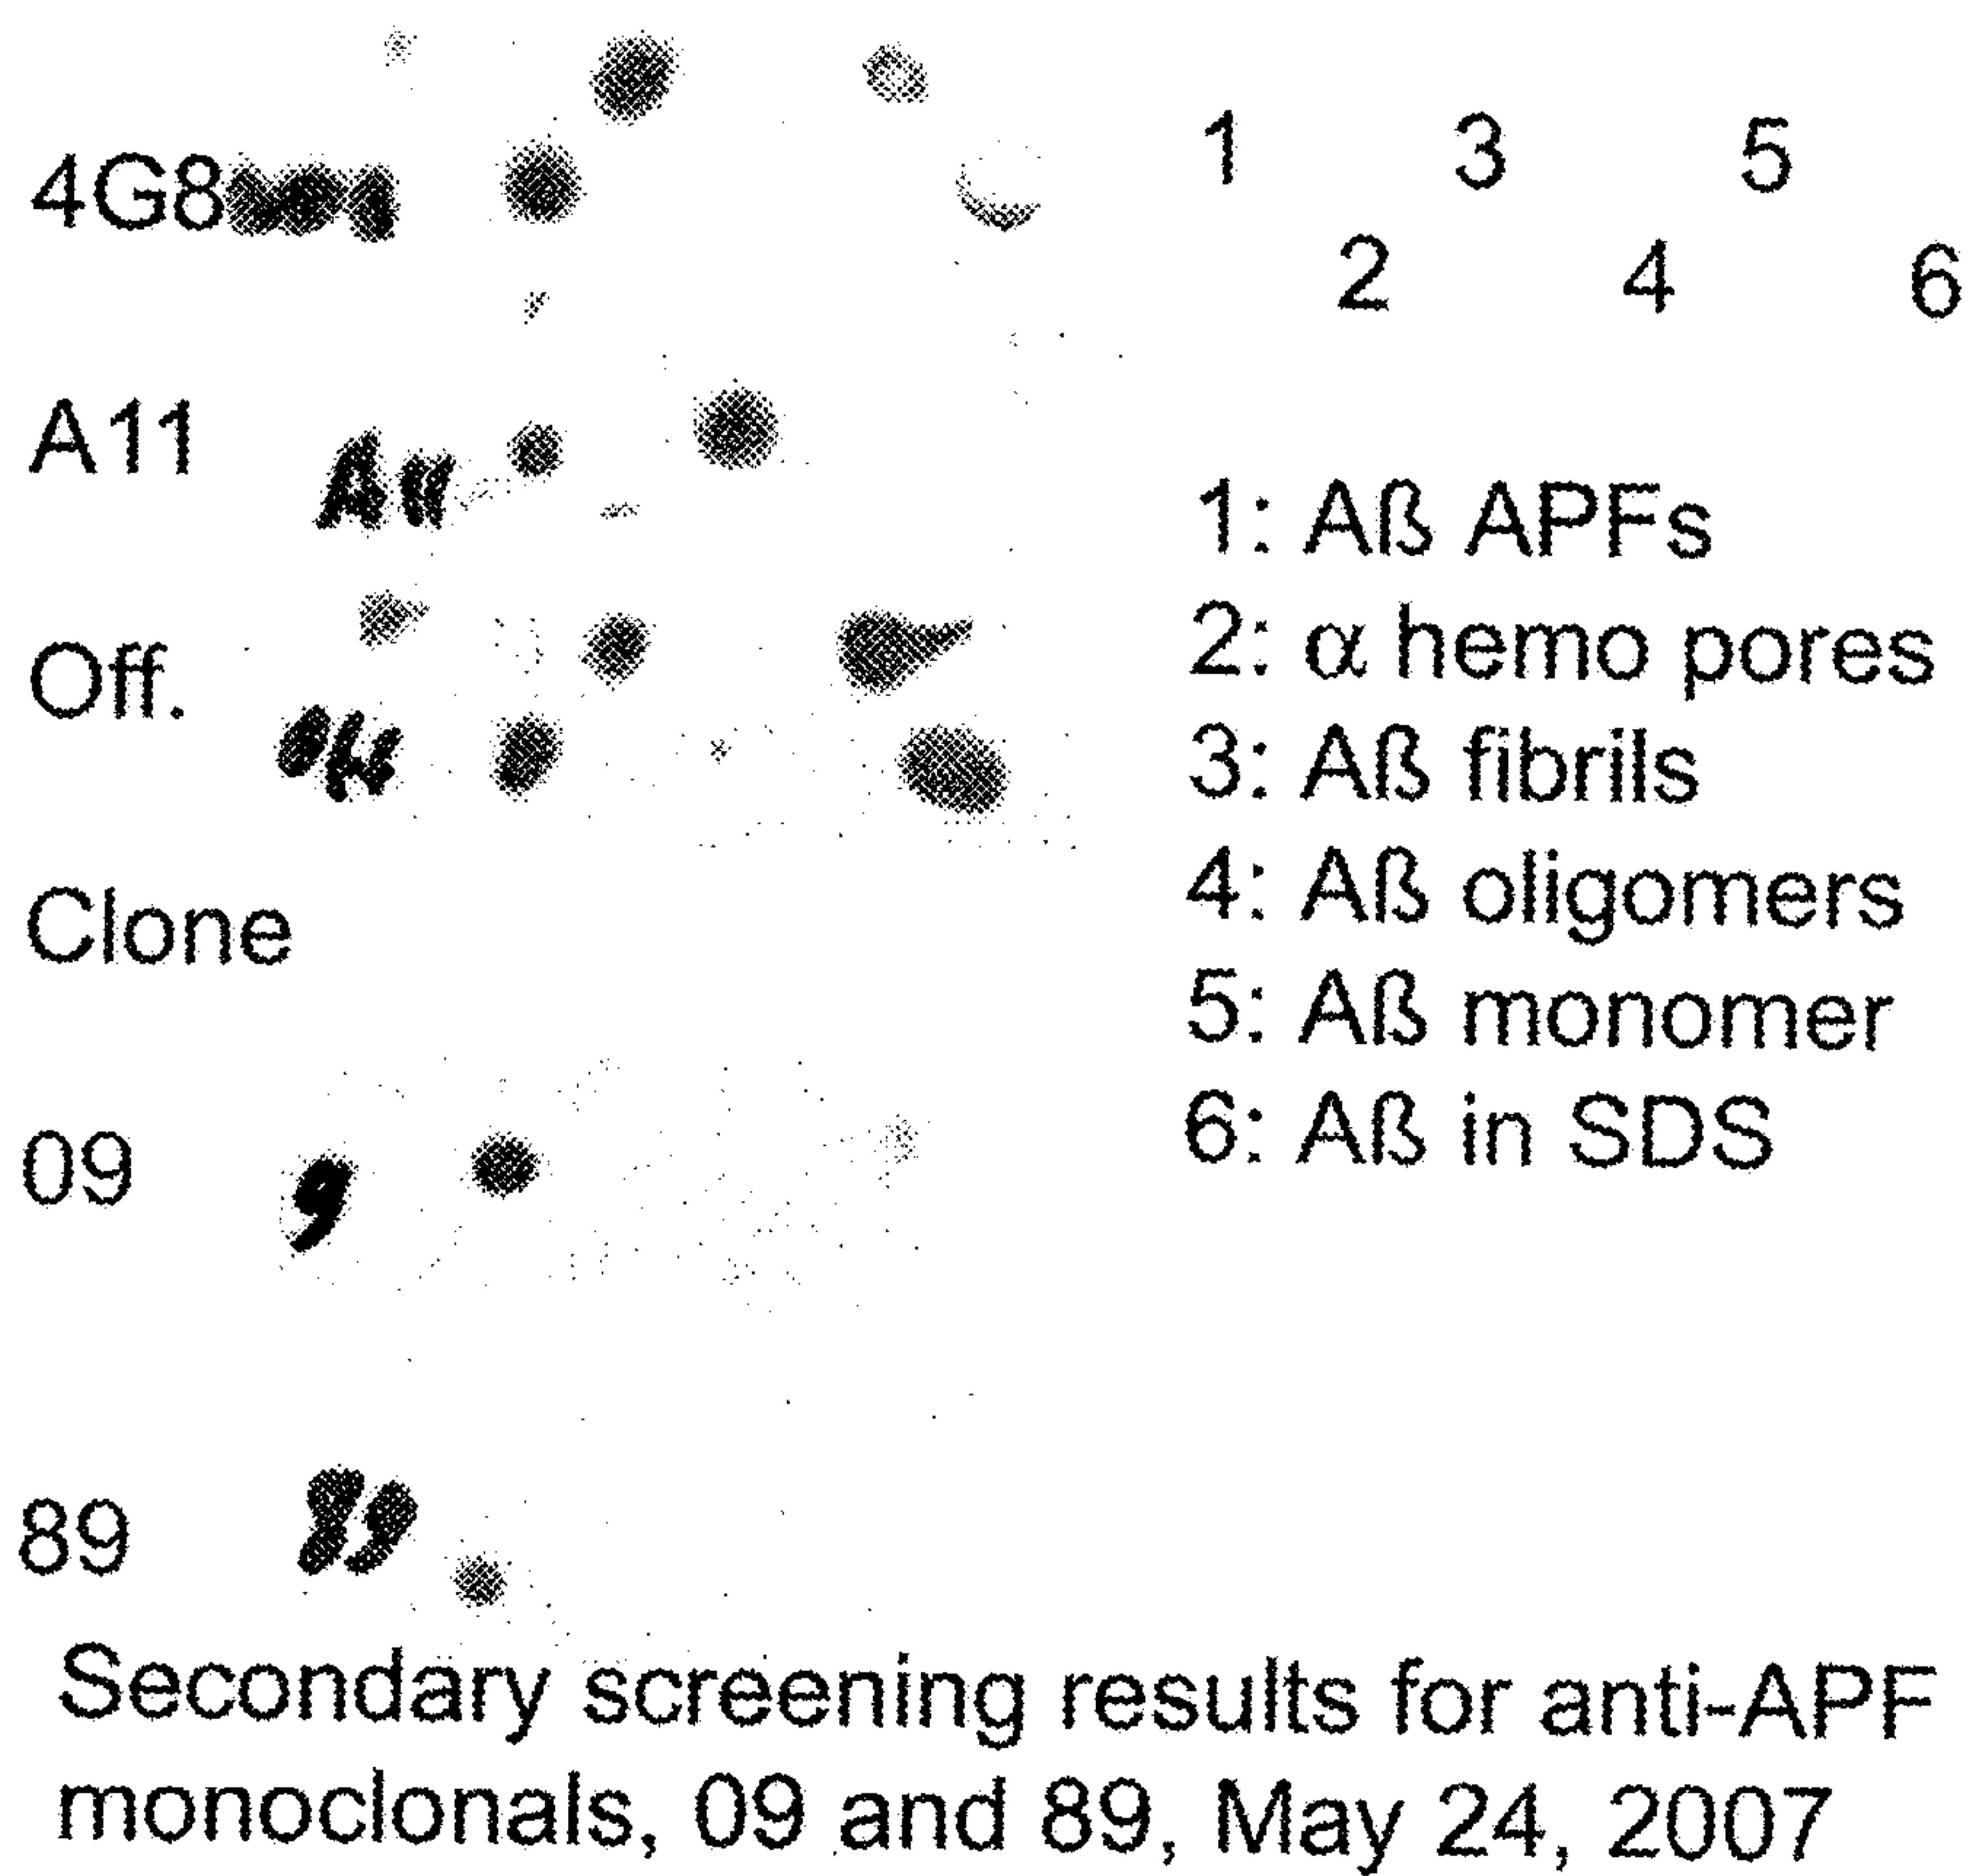 4G8
1 3 5
2 4 6
A11
A11
1: Aß APFs
2: α hemo pores
Off.
3: Aß fibrils
4: Aß oligomers
Clone
5: Aß monomer
6: Aß in SDS
09
9
89
89
Secondary screening results for anti-APF
monoclonals, 09 and 89, May 24, 2007